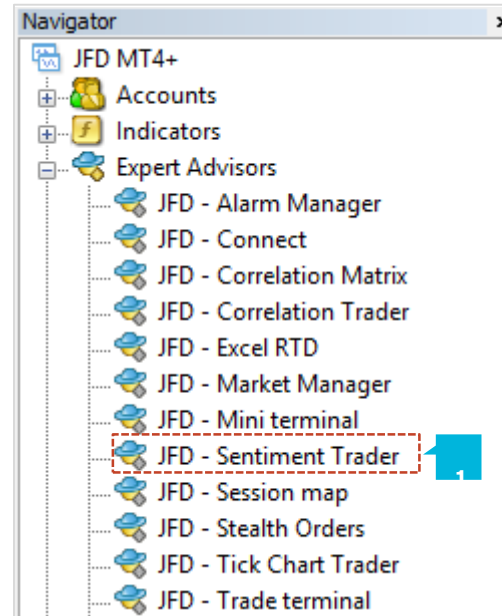 Navigator
JFD MT4+
Accounts
Indicators
Expert Advisors
JFD - Alarm Manager
JFD - Connect
JFD - Correlation Matrix
JFD - Correlation Trader
JFD - Excel RTD
JFD - Market Manager
JFD - Mini terminal
JFD - Sentiment Trader
1
JFD - Session map
JFD - Stealth Orders
JFD - Tick Chart Trader
JFD - Trade terminal